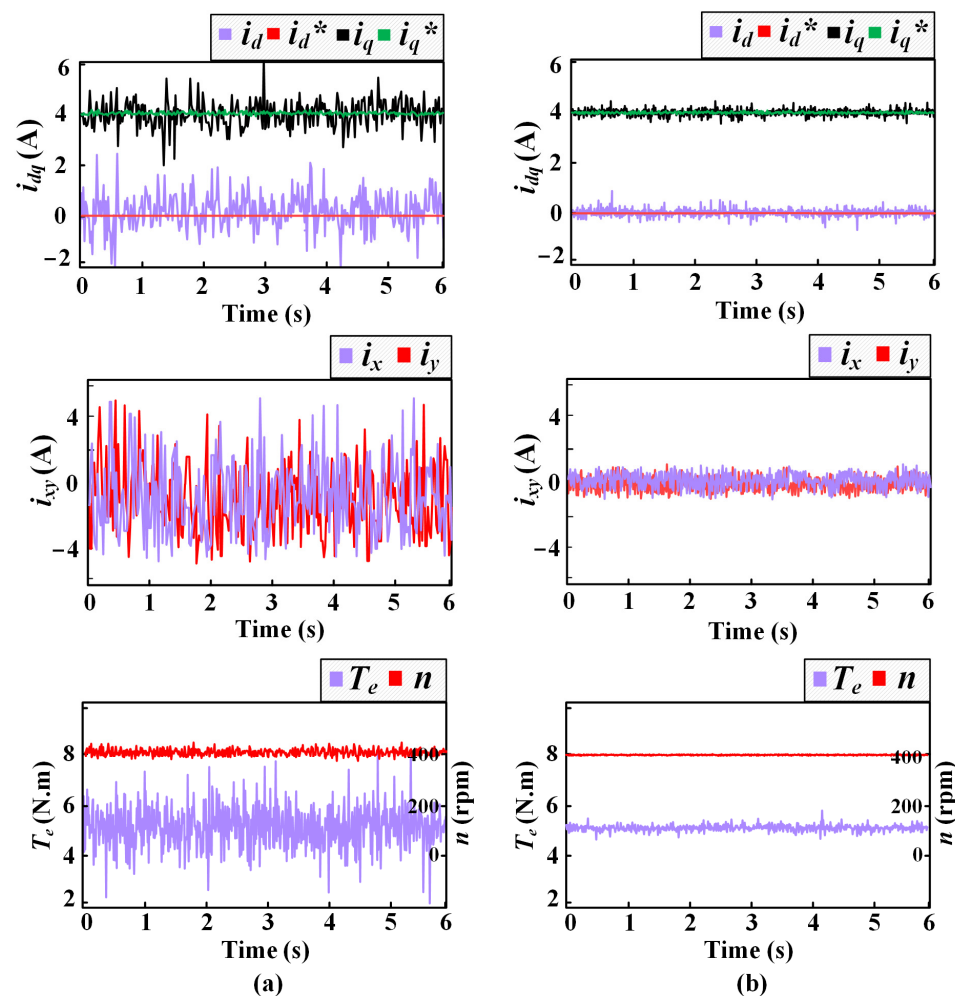 i_d i_d* i_q i_q*
6
4
2
0
−2
i_dq (A)
0 1 2 3 4 5 6
Time (s)
i_d i_d* i_q i_q*
6
4
2
0
−2
i_dq (A)
0 1 2 3 4 5 6
Time (s)
i_x i_y
4
0
−4
i_xy (A)
0 1 2 3 4 5 6
Time (s)
i_x i_y
4
0
−4
i_xy (A)
0 1 2 3 4 5 6
Time (s)
T_e n
8
6
4
2
T_e (N.m)
400
200
0
n (rpm)
0 1 2 3 4 5 6
Time (s)
(a)
T_e n
8
6
4
2
T_e (N.m)
400
200
0
n (rpm)
0 1 2 3 4 5 6
Time (s)
(b)